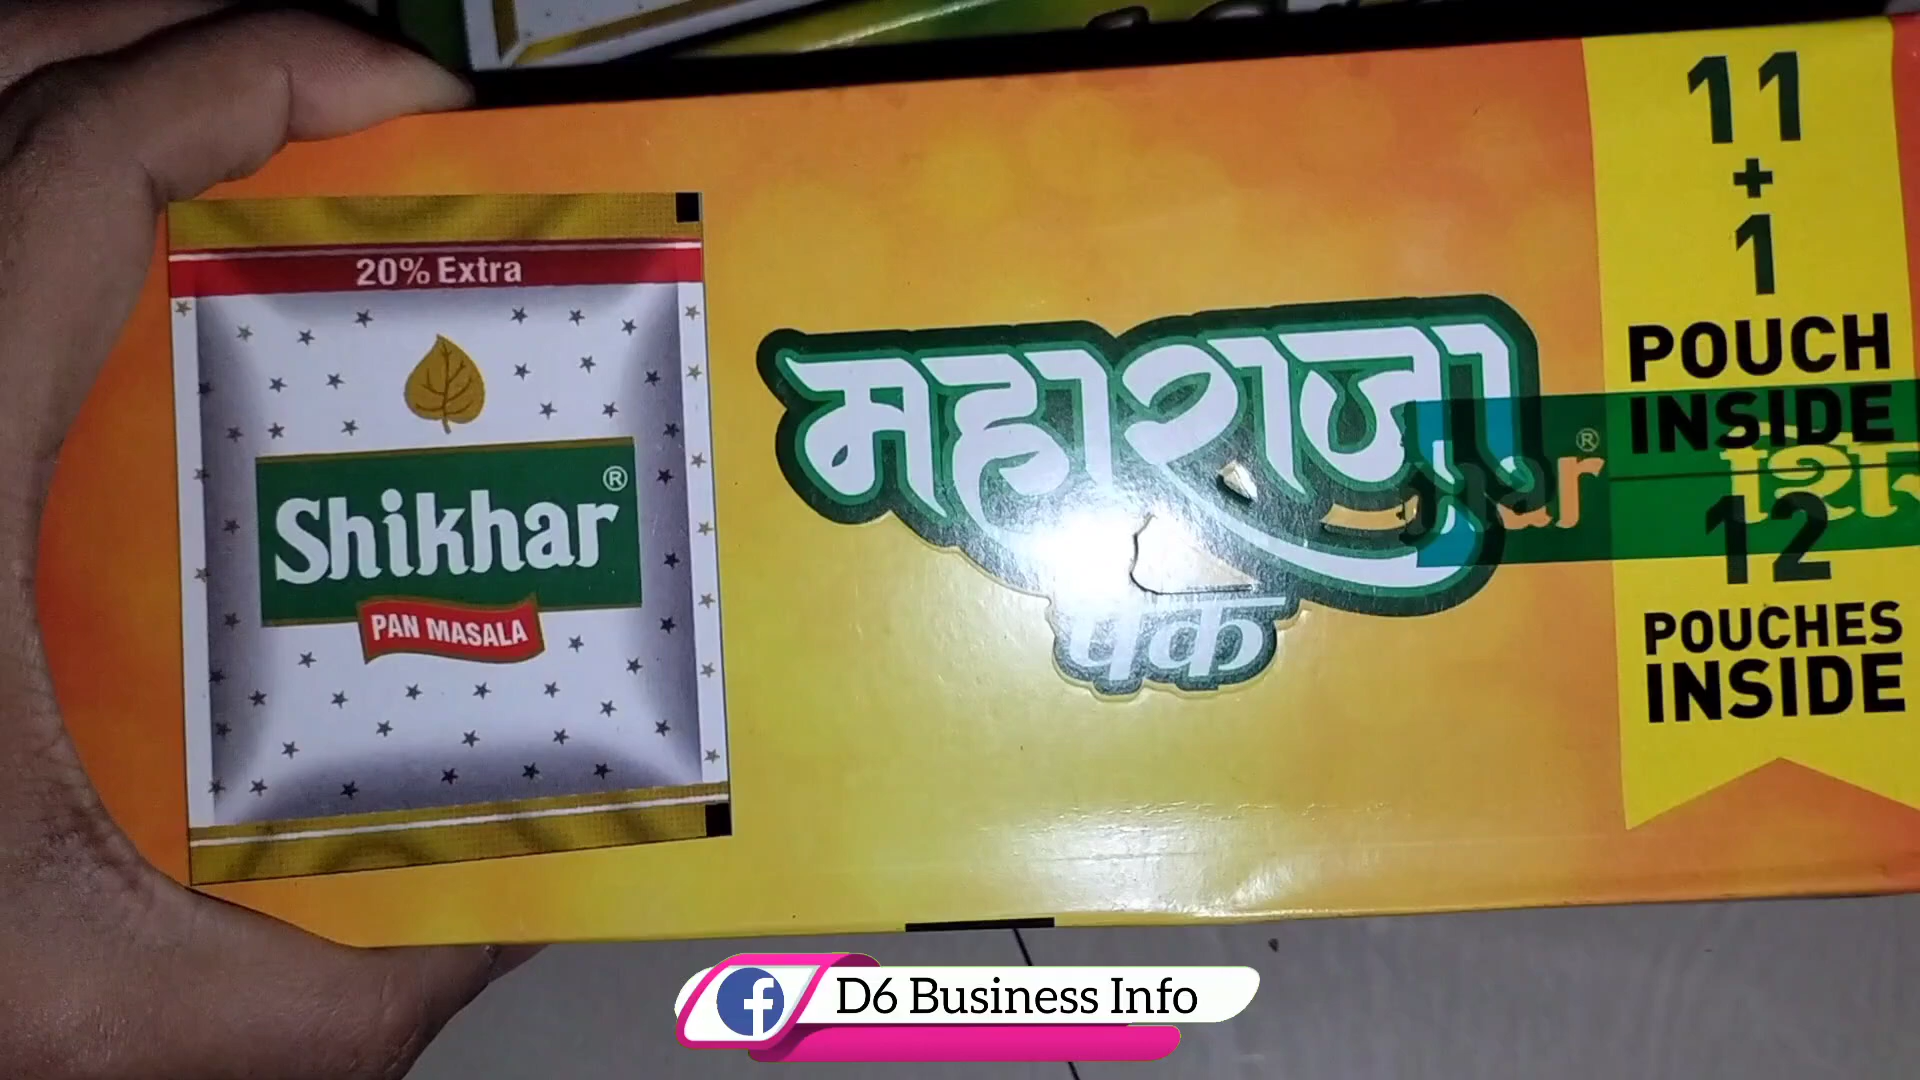 20% Extra
Shikhar®
PAN MASALA
महाराजा
पैक
11
+
1
POUCH
INSIDE
12
POUCHES
INSIDE
D6 Business Info